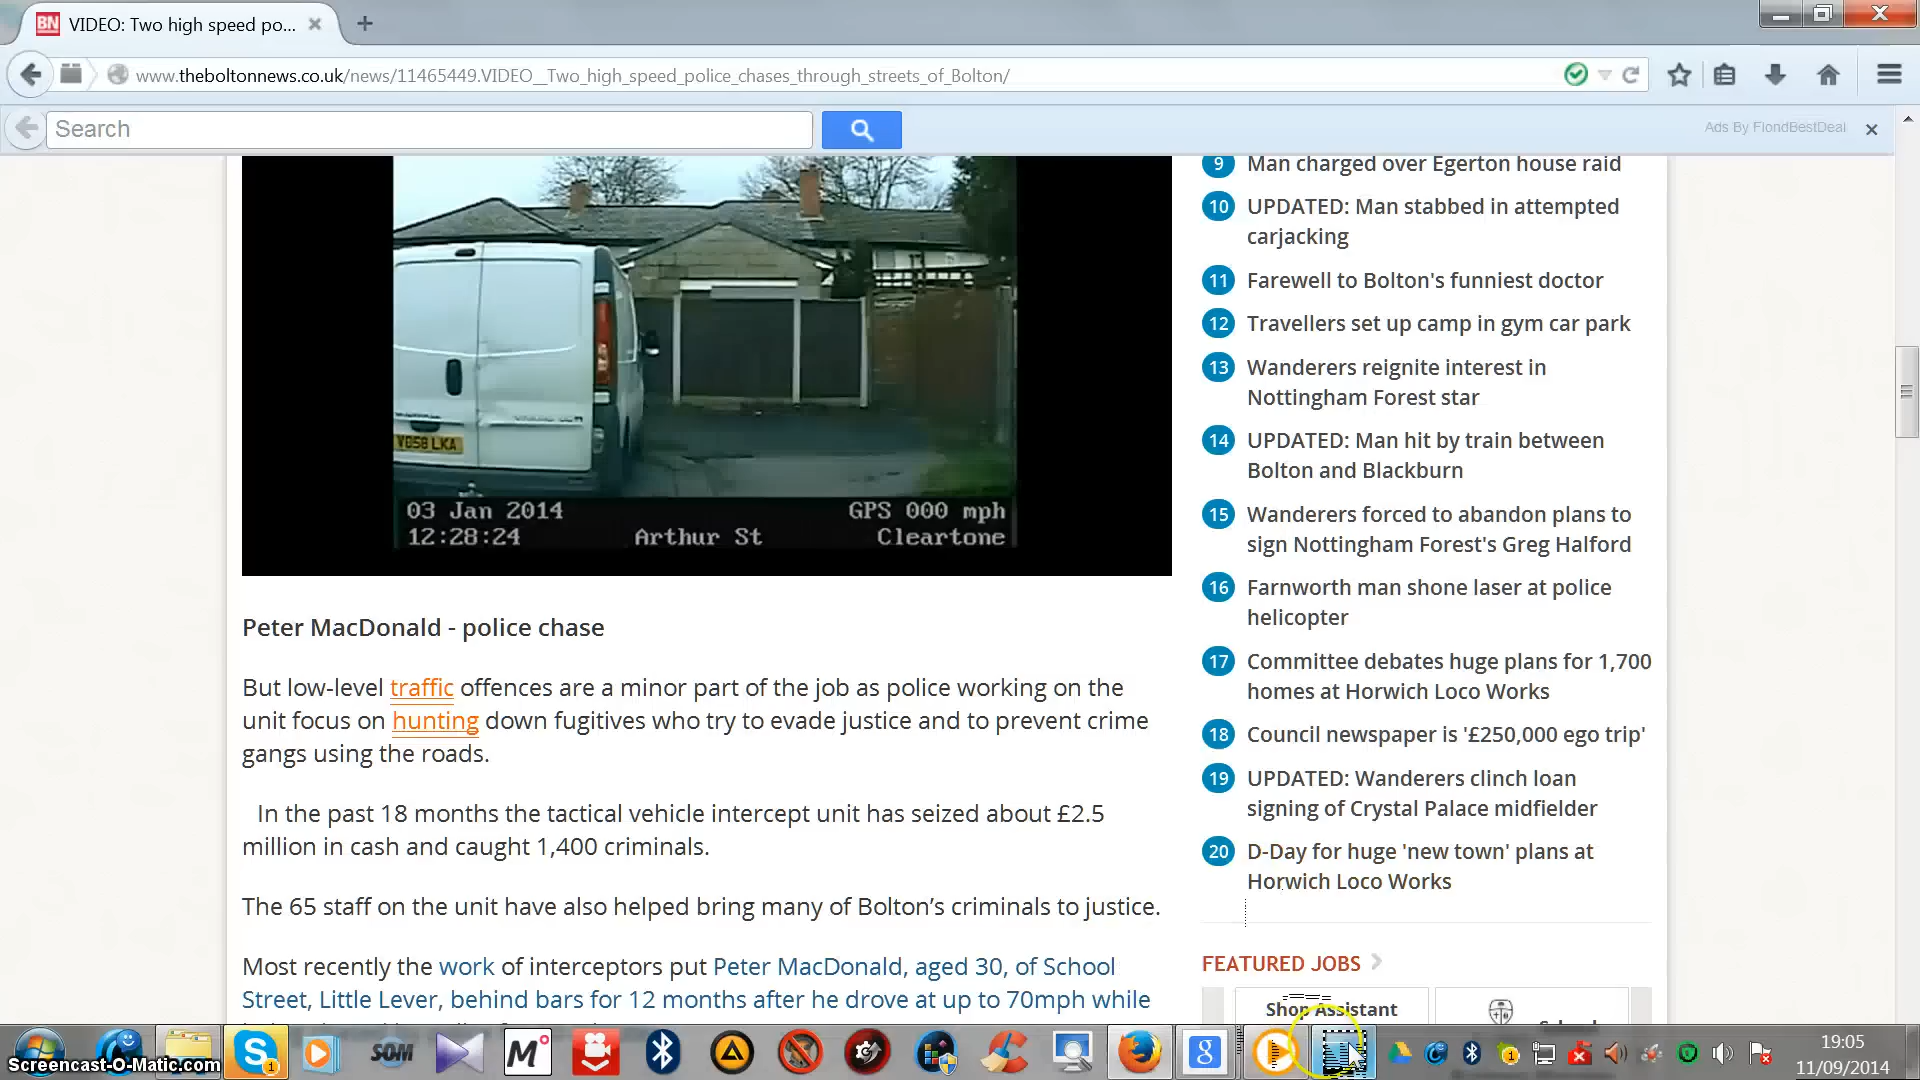 BN VIDEO: Two high speed po...
www.theboltonnews.co.uk/news/11465449.VIDEO__Two_high_speed_police_chases_through_streets_of_Bolton/
Search
Ads By FlondBestDeal
VO58 LKA
03 Jan 2014
GPS 000 mph
12:28:24
Arthur St
Cleartone
Peter MacDonald - police chase
But low-level traffic offences are a minor part of the job as police working on the
unit focus on hunting down fugitives who try to evade justice and to prevent crime
gangs using the roads.
In the past 18 months the tactical vehicle intercept unit has seized about £2.5
million in cash and caught 1,400 criminals.
The 65 staff on the unit have also helped bring many of Bolton's criminals to justice.
Most recently the work of interceptors put Peter MacDonald, aged 30, of School
Street, Little Lever, behind bars for 12 months after he drove at up to 70mph while
9 Man charged over Egerton house raid
10 UPDATED: Man stabbed in attempted
carjacking
11 Farewell to Bolton's funniest doctor
12 Travellers set up camp in gym car park
13 Wanderers reignite interest in
Nottingham Forest star
14 UPDATED: Man hit by train between
Bolton and Blackburn
15 Wanderers forced to abandon plans to
sign Nottingham Forest's Greg Halford
16 Farnworth man shone laser at police
helicopter
17 Committee debates huge plans for 1,700
homes at Horwich Loco Works
18 Council newspaper is '£250,000 ego trip'
19 UPDATED: Wanderers clinch loan
signing of Crystal Palace midfielder
20 D-Day for huge 'new town' plans at
Horwich Loco Works
FEATURED JOBS
Shop Assistant
SOM
19:05
11/09/2014
Screencast-O-Matic.com